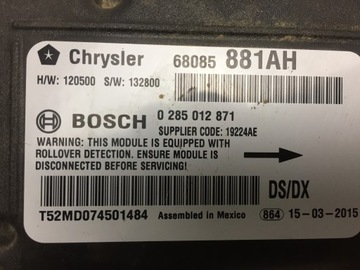 Chrysler 68085 881AH
H/W: 120500 S/W: 132800
BOSCH 0 285 012 871
SUPPLIER CODE: 19224AE
WARNING: THIS MODULE IS EQUIPPED WITH
ROLLOVER DETECTION. ENSURE MODULE IS
DISCONNECTED BEFORE SERVICING!
DS/DX
T52MD074501484 Assembled in Mexico 864 15-03-2015